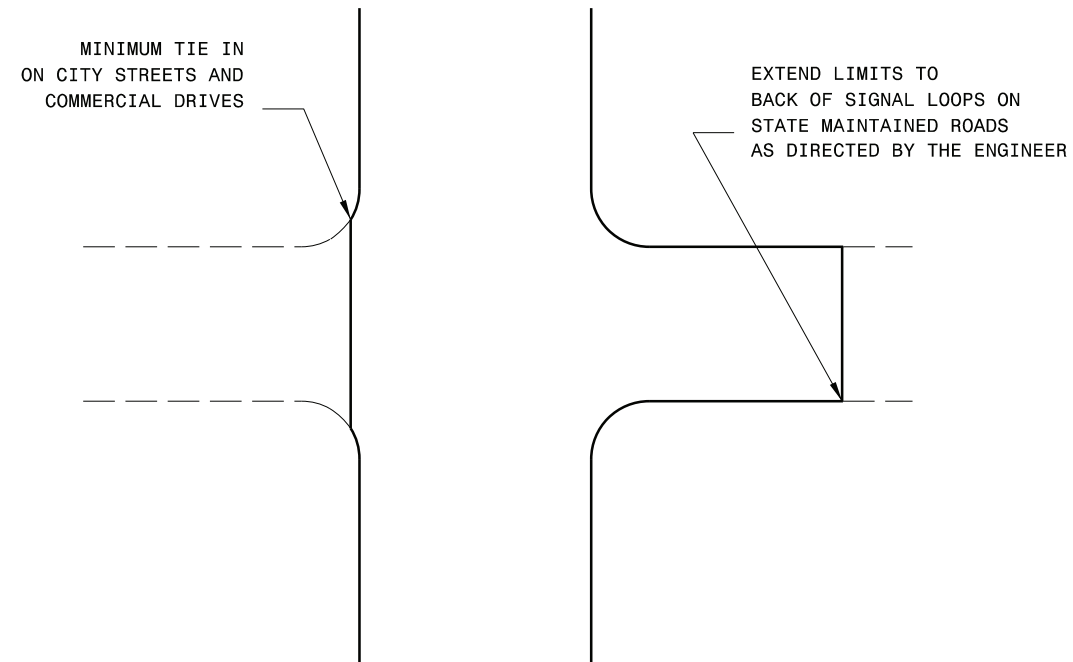 MINIMUM TIE IN
ON CITY STREETS AND
COMMERCIAL DRIVES
EXTEND LIMITS TO
BACK OF SIGNAL LOOPS ON
STATE MAINTAINED ROADS
AS DIRECTED BY THE ENGINEER